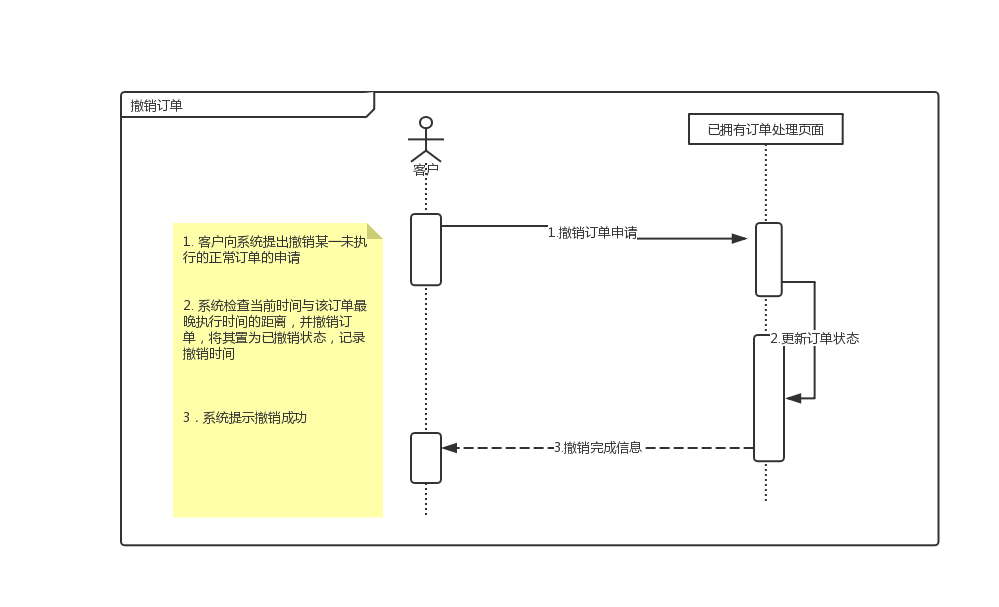 撤销订单
已拥有订单处理页面
客户
1.撤销订单申请
1. 客户向系统提出撤销某一未执
行的正常订单的申请
2. 系统检查当前时间与该订单最
晚执行时间的距离，并撤销订
单，将其置为已撤销状态，记录
撤销时间
2.更新订单状态
3．系统提示撤销成功
3.撤销完成信息